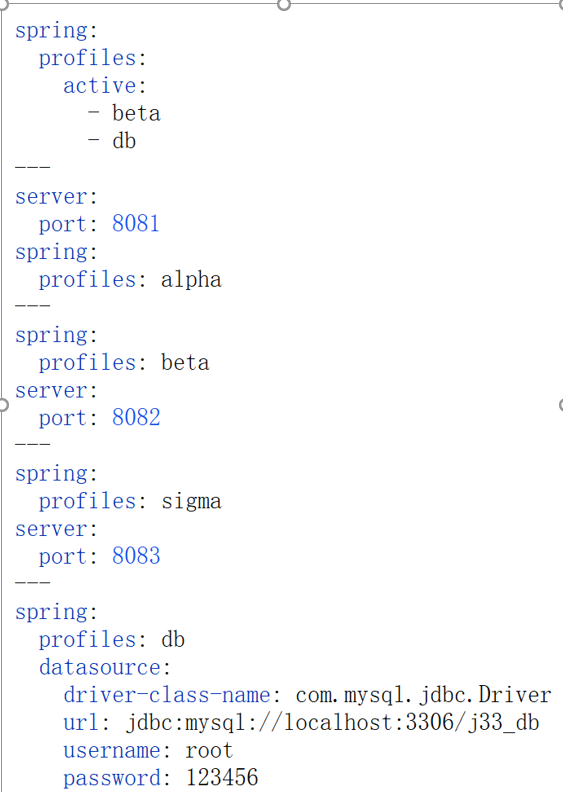 spring:
  profiles:
    active:
      - beta
      - db
---
server:
  port: 8081
spring:
  profiles: alpha
---
spring:
  profiles: beta
server:
  port: 8082
---
spring:
  profiles: sigma
server:
  port: 8083
---
spring:
  profiles: db
  datasource:
    driver-class-name: com.mysql.jdbc.Driver
    url: jdbc:mysql://localhost:3306/j33_db
    username: root
    password: 123456